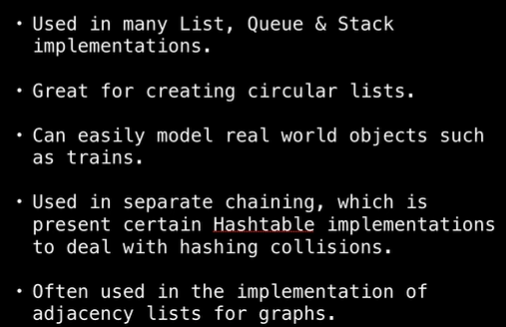 • Used in many List, Queue & Stack
implementations.
• Great for creating circular lists.
• Can easily model real world objects such
as trains.
• Used in separate chaining, which is
present certain Hashtable implementations
to deal with hashing collisions.
• Often used in the implementation of
adjacency lists for graphs.